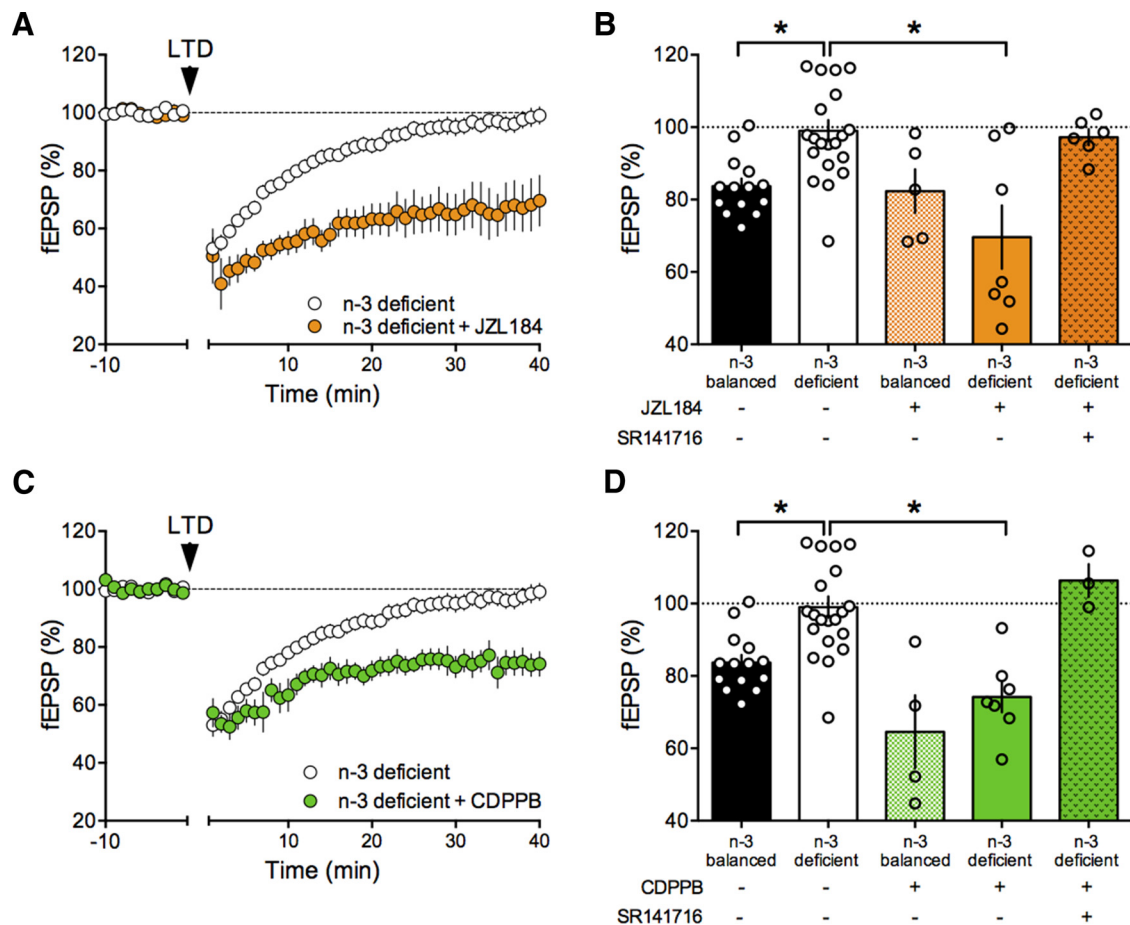 A
LTD
120
100
80
60
40
20
fEPSP (%)
-10
10
20
30
40
Time (min)
n-3 deficient
n-3 deficient + JZL184
B
*
*
120
100
80
60
40
fEPSP (%)
n-3 balanced
n-3 deficient
n-3 balanced
n-3 deficient
n-3 deficient
JZL184 - - + + +
SR141716 - - - - +
C
LTD
120
100
80
60
40
20
fEPSP (%)
-10
10
20
30
40
Time (min)
n-3 deficient
n-3 deficient + CDPPB
D
*
*
120
100
80
60
40
fEPSP (%)
n-3 balanced
n-3 deficient
n-3 balanced
n-3 deficient
n-3 deficient
CDPPB - - + + +
SR141716 - - - - +